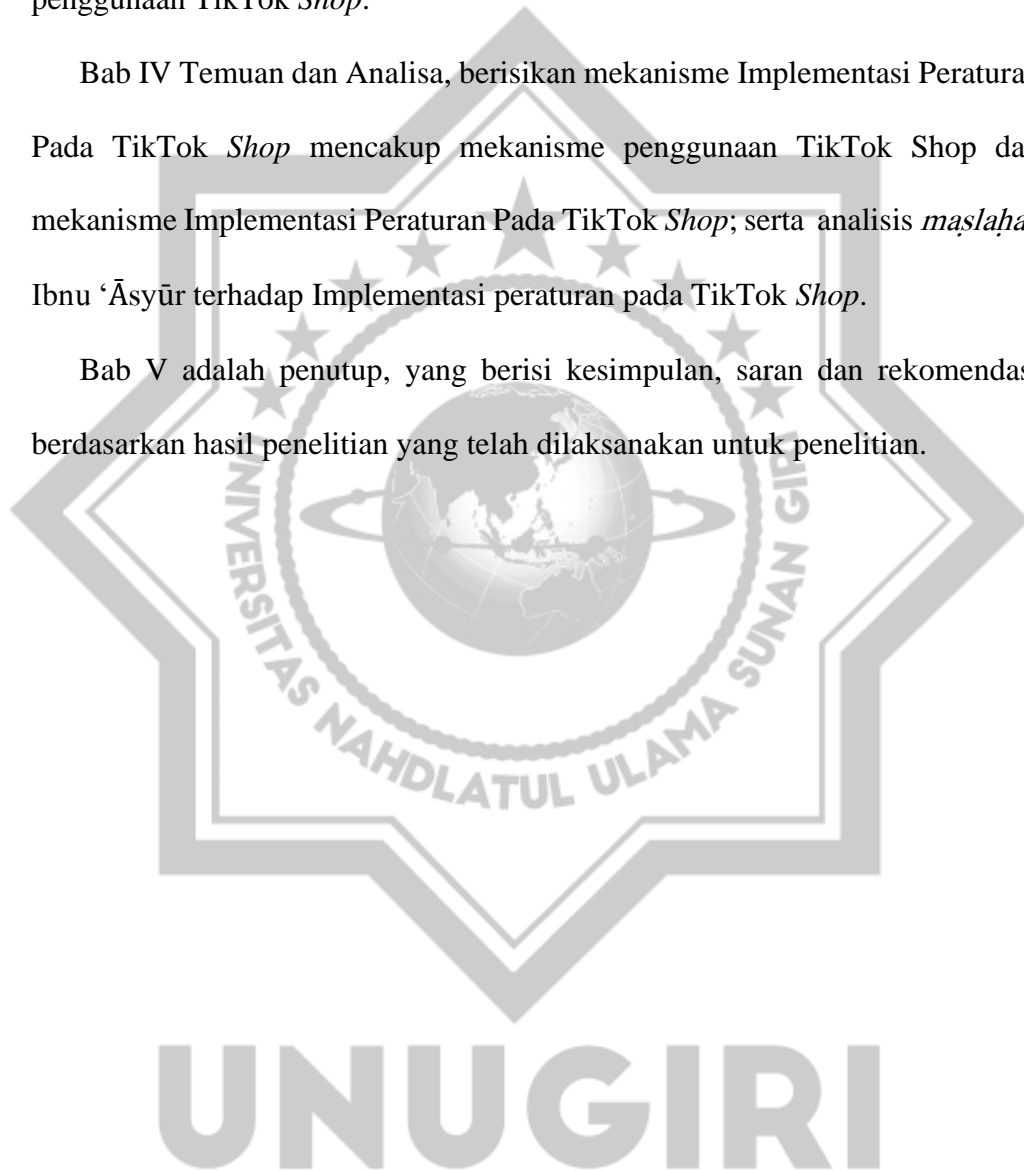 penggunaan TikTok Shop.
Bab IV Temuan dan Analisa, berisikan mekanisme Implementasi Peratura
Pada TikTok Shop mencakup mekanisme penggunaan TikTok Shop da
mekanisme Implementasi Peraturan Pada TikTok Shop; serta analisis maṣlaḥa
Ibnu ‘Āsyūr terhadap Implementasi peraturan pada TikTok Shop.
Bab V adalah penutup, yang berisi kesimpulan, saran dan rekomendas
berdasarkan hasil penelitian yang telah dilaksanakan untuk penelitian.
UNIVERSITAS NAHDLATUL ULAMA SUNAN GIRI
UNUGIRI